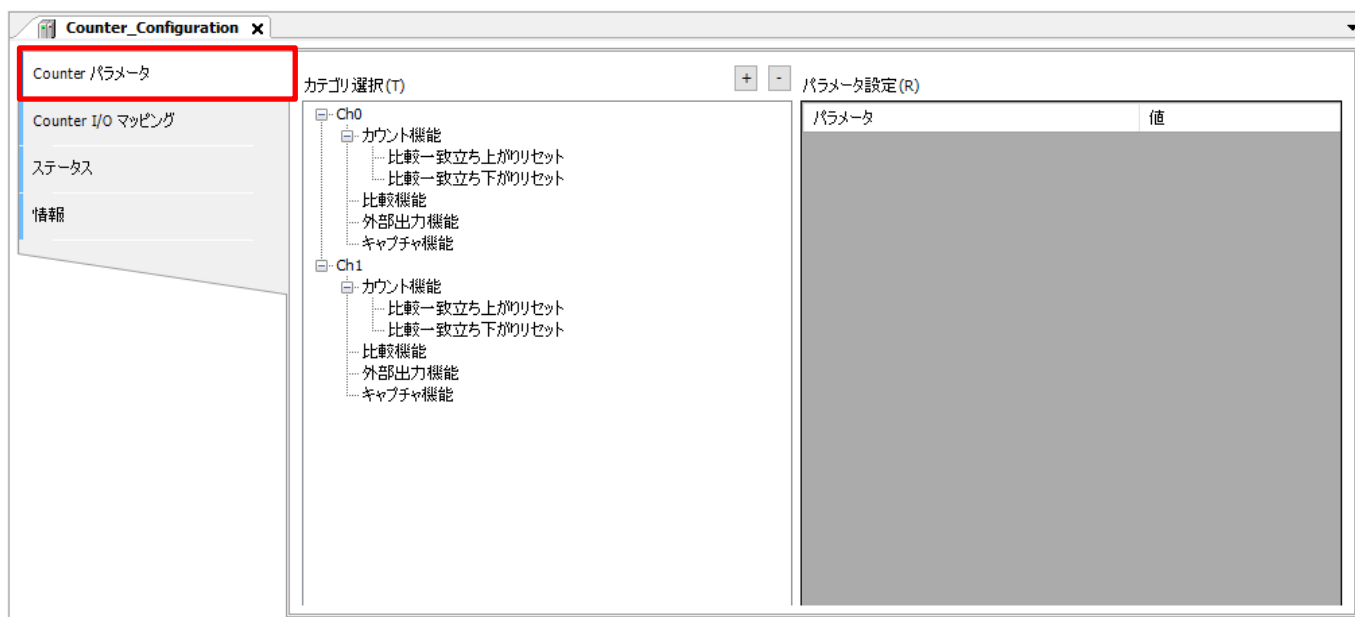 Counter_Configuration
Counter パラメータ
Counter I/O マッピング
ステータス
情報
カテゴリ選択(T)
+ -
Ch0
カウント機能
比較一致立ち上がりリセット
比較一致立ち下がりリセット
比較機能
外部出力機能
キャプチャ機能
Ch1
カウント機能
比較一致立ち上がりリセット
比較一致立ち下がりリセット
比較機能
外部出力機能
キャプチャ機能
パラメータ設定(R)
パラメータ 値